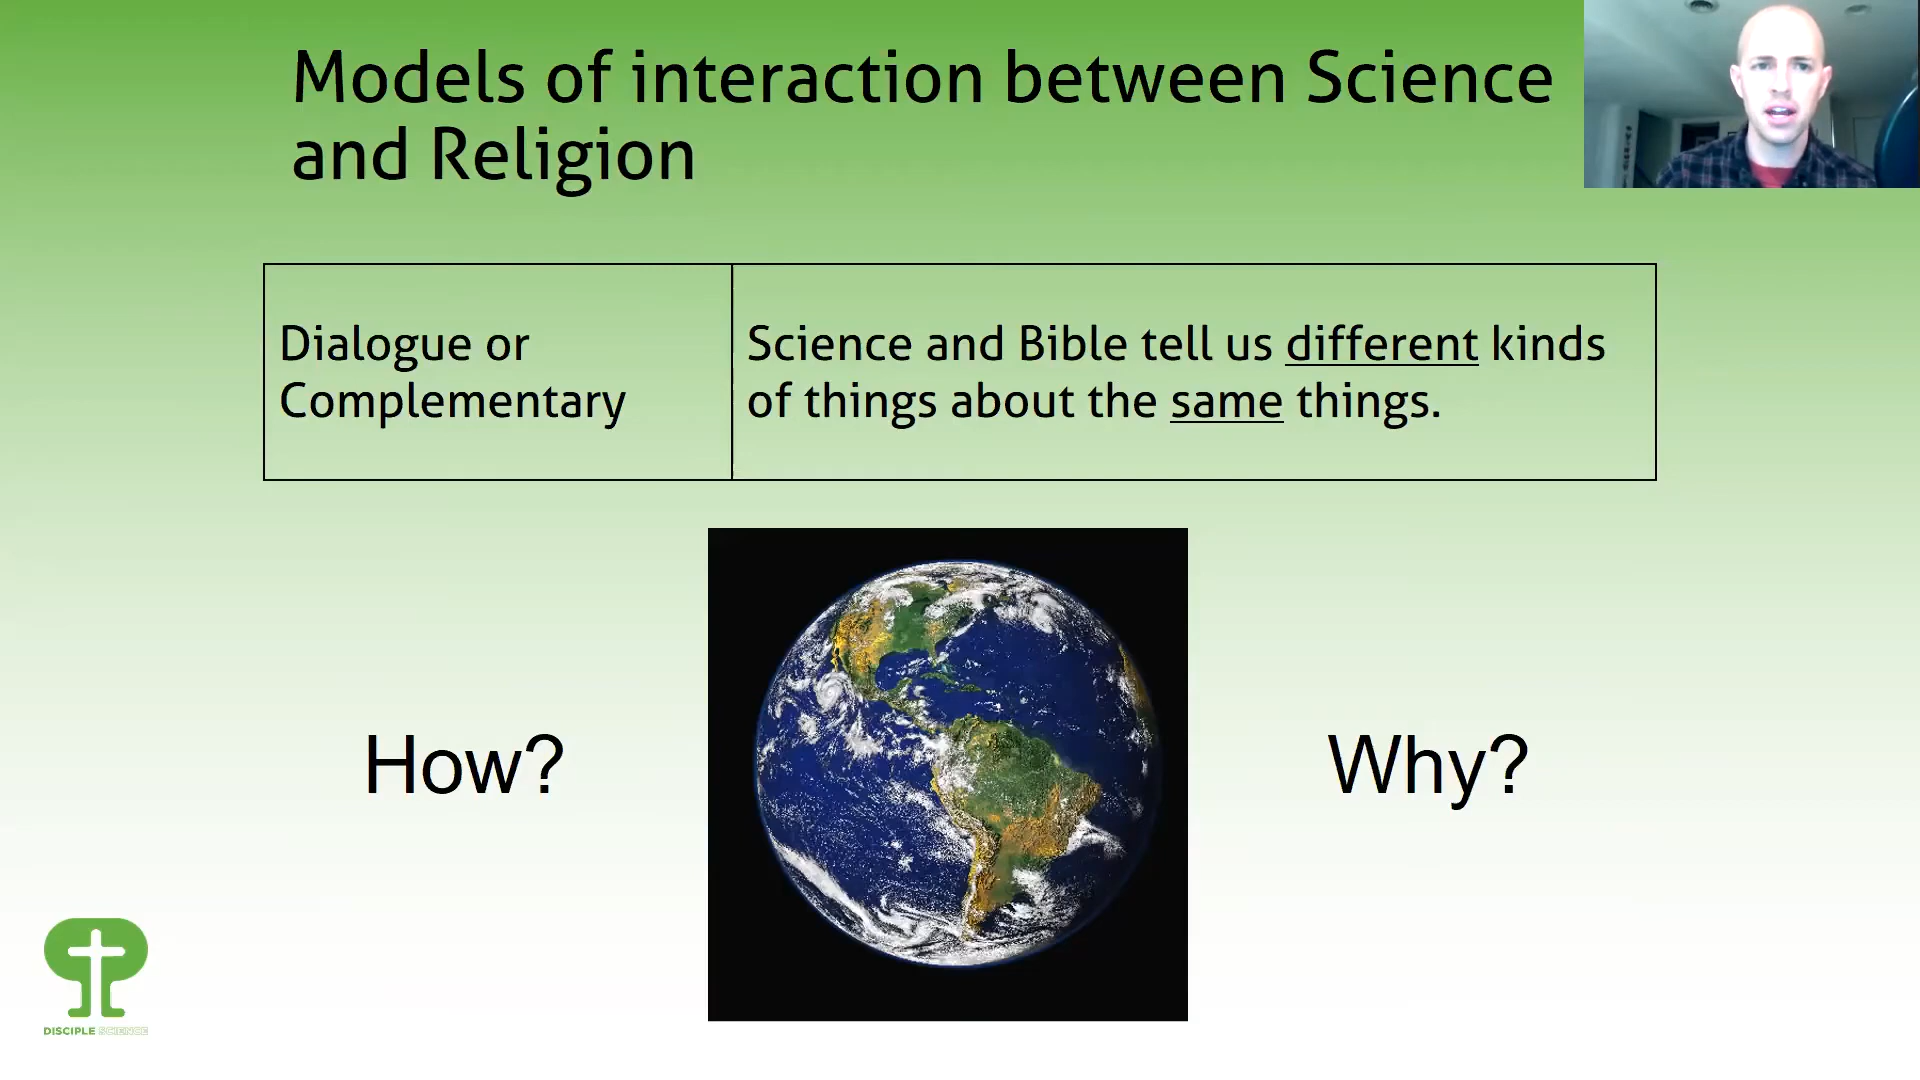 Models of interaction between Science
and Religion
Dialogue or
Complementary
Science and Bible tell us different kinds
of things about the same things.
How?
Why?
DISCIPLE SCIENCE